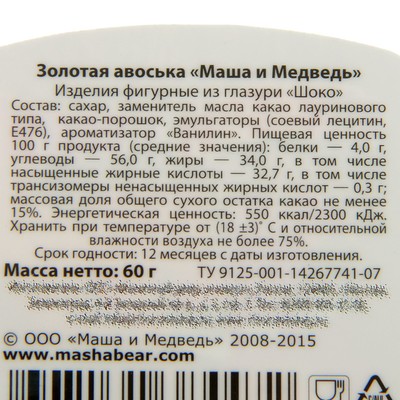 Золотая авоська «Маша и Медведь»
Изделия фигурные из глазури «Шоко»
Состав: сахар, заменитель масла какао лауринового
типа, какао-порошок, эмульгаторы (соевый лецитин,
Е476), ароматизатор «Ванилин». Пищевая ценность
100 г продукта (средние значения): белки — 4,0 г,
углеводы — 56,0 г, жиры — 34,0 г, в том числе
насыщенные жирные кислоты — 32,7 г, в том числе
трансизомеры ненасыщенных жирных кислот — 0,3 г;
массовая доля общего сухого остатка какао не менее
15%. Энергетическая ценность: 550 ккал/2300 кДж.
Хранить при температуре от (18 ±3)° С и относительной
влажности воздуха не более 75%.
Срок годности: 12 месяцев с даты изготовления.
Масса нетто: 60 г ТУ 9125-001-14267741-07
© ООО «Маша и Медведь» 2008-2015
www.mashabear.com